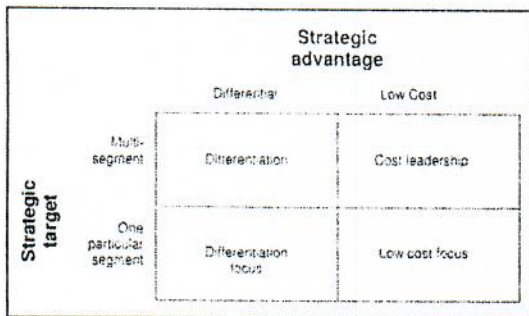 Strategic
advantage
Differential
Low Cost
Strategic
target
Multi-
segment
Differentiation
Cost leadership
One
particular
segment
Differentiation
focus
Low cost focus